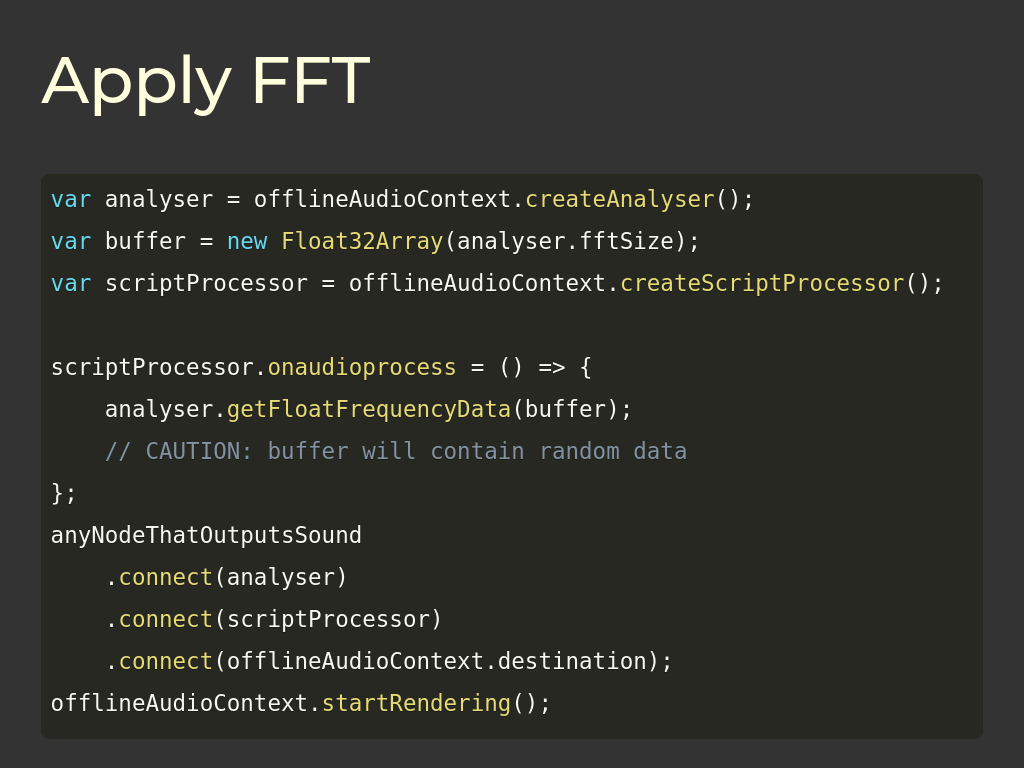 Apply FFT
var analyser = offlineAudioContext.createAnalyser();
var buffer = new Float32Array(analyser.fftSize);
var scriptProcessor = offlineAudioContext.createScriptProcessor();
scriptProcessor.onaudioprocess = () => {
    analyser.getFloatFrequencyData(buffer);
    // CAUTION: buffer will contain random data
};
anyNodeThatOutputsSound
    .connect(analyser)
    .connect(scriptProcessor)
    .connect(offlineAudioContext.destination);
offlineAudioContext.startRendering();